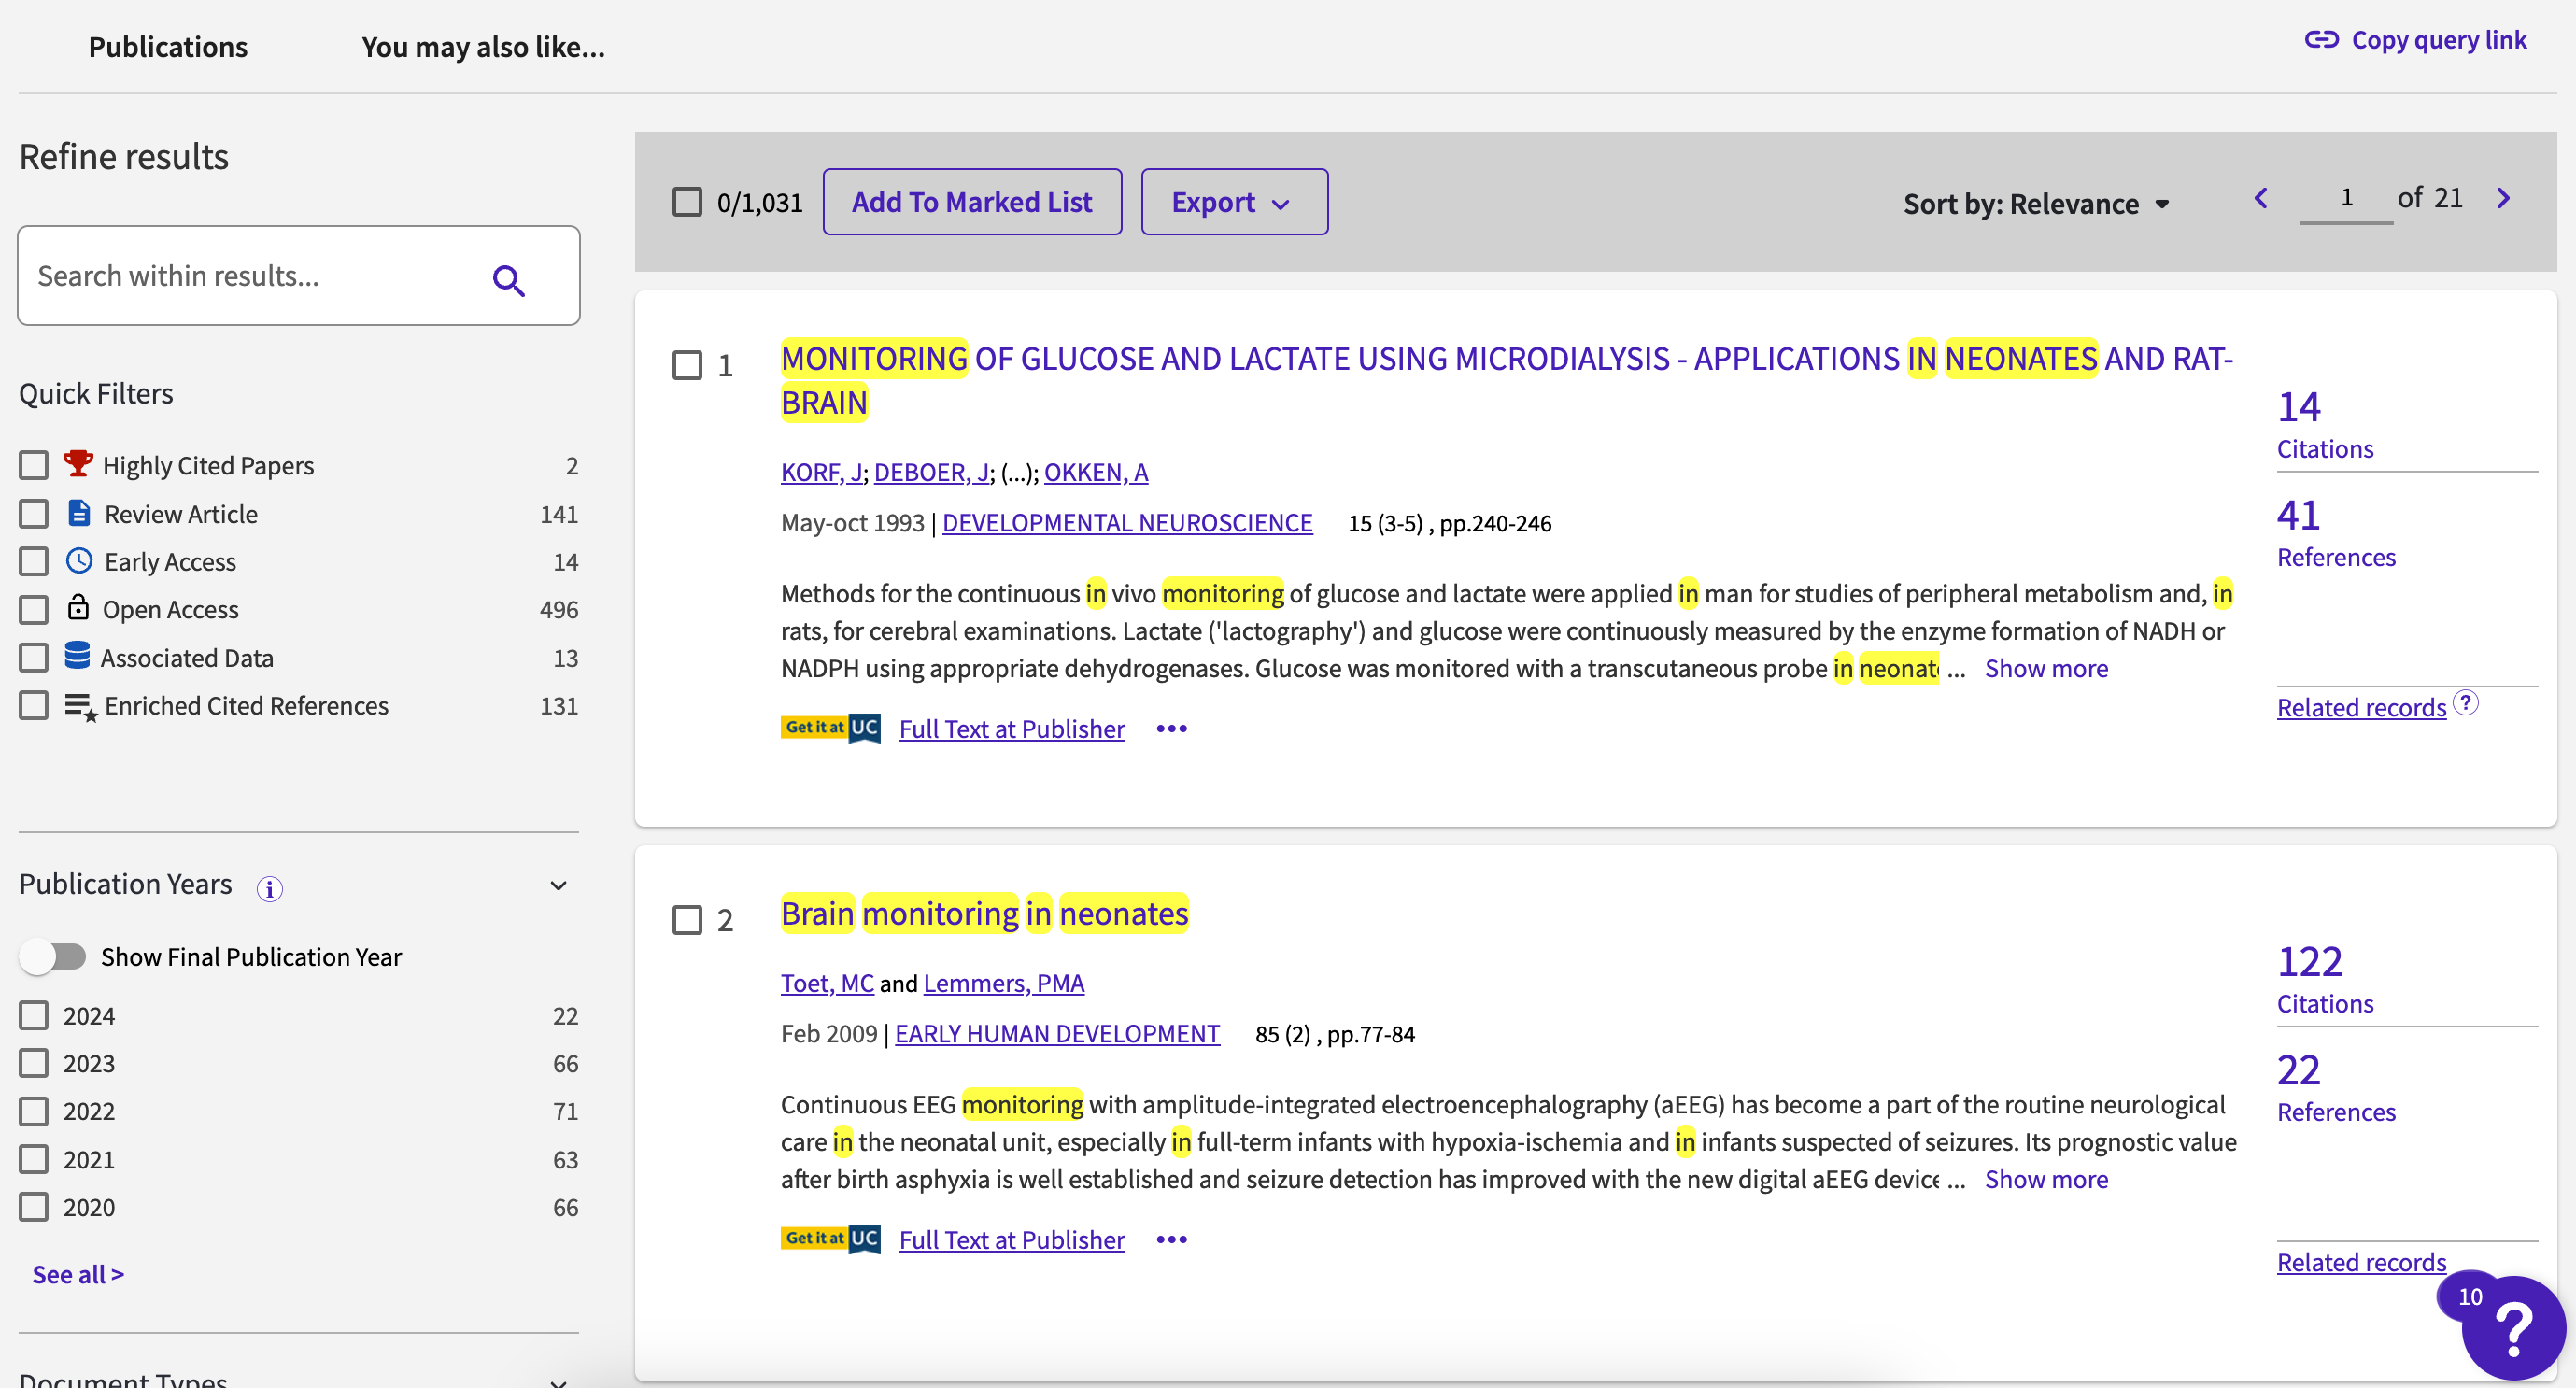 Publications
You may also like...
Copy query link
Refine results
Search within results...
Quick Filters
Highly Cited Papers 2
Review Article 141
Early Access 14
Open Access 496
Associated Data 13
Enriched Cited References 131
Publication Years
Show Final Publication Year
2024 22
2023 66
2022 71
2021 63
2020 66
See all >
Document Types
0/1,031
Add To Marked List
Export
Sort by: Relevance
1 of 21
1
MONITORING OF GLUCOSE AND LACTATE USING MICRODIALYSIS - APPLICATIONS IN NEONATES AND RAT-
BRAIN
KORF, J; DEBOER, J; (...); OKKEN, A
May-oct 1993 | DEVELOPMENTAL NEUROSCIENCE 15 (3-5) , pp.240-246
Methods for the continuous in vivo monitoring of glucose and lactate were applied in man for studies of peripheral metabolism and, in
rats, for cerebral examinations. Lactate ('lactography') and glucose were continuously measured by the enzyme formation of NADH or
NADPH using appropriate dehydrogenases. Glucose was monitored with a transcutaneous probe in neonate ... Show more
Get it at UC Full Text at Publisher •••
14
Citations
41
References
Related records ?
2
Brain monitoring in neonates
Toet, MC and Lemmers, PMA
Feb 2009 | EARLY HUMAN DEVELOPMENT 85 (2) , pp.77-84
Continuous EEG monitoring with amplitude-integrated electroencephalography (aEEG) has become a part of the routine neurological
care in the neonatal unit, especially in full-term infants with hypoxia-ischemia and in infants suspected of seizures. Its prognostic value
after birth asphyxia is well established and seizure detection has improved with the new digital aEEG device ... Show more
Get it at UC Full Text at Publisher •••
122
Citations
22
References
Related records
10
?